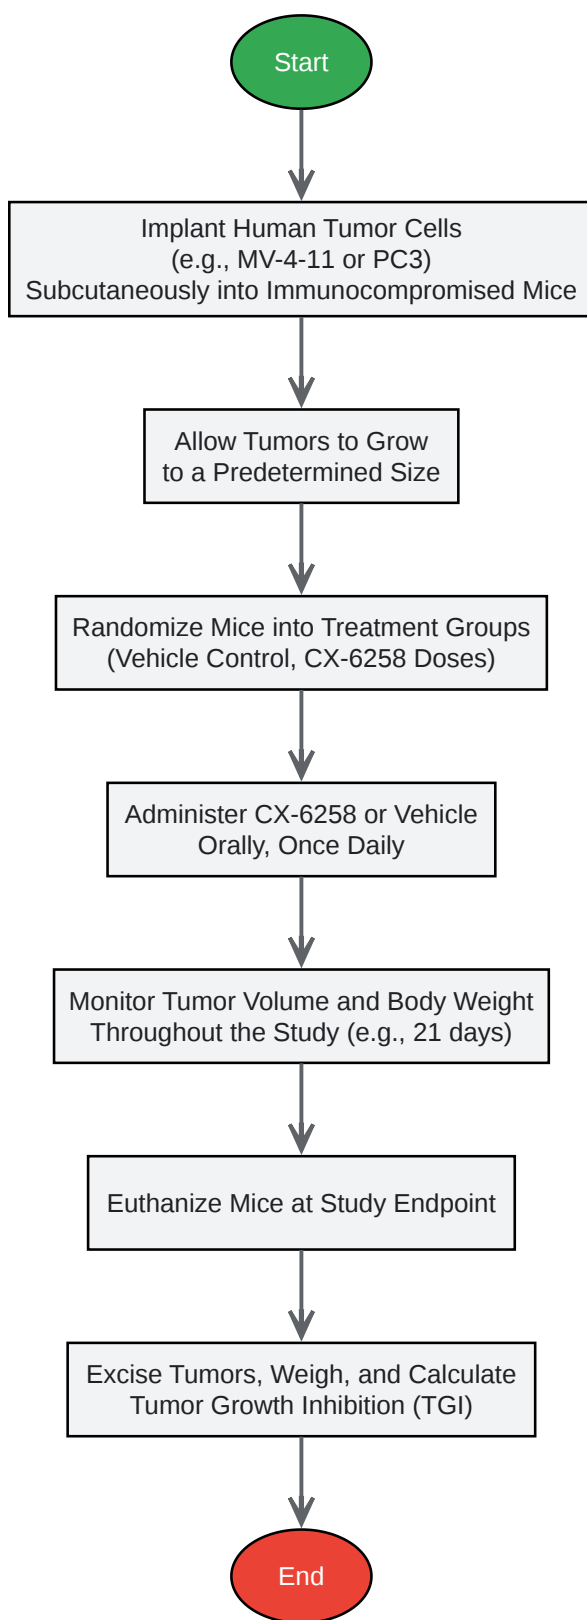 Start
Implant Human Tumor Cells
(e.g., MV-4-11 or PC3)
Subcutaneously into Immunocompromised Mice
Allow Tumors to Grow
to a Predetermined Size
Randomize Mice into Treatment Groups
(Vehicle Control, CX-6258 Doses)
Administer CX-6258 or Vehicle
Orally, Once Daily
Monitor Tumor Volume and Body Weight
Throughout the Study (e.g., 21 days)
Euthanize Mice at Study Endpoint
Excise Tumors, Weigh, and Calculate
Tumor Growth Inhibition (TGI)
End